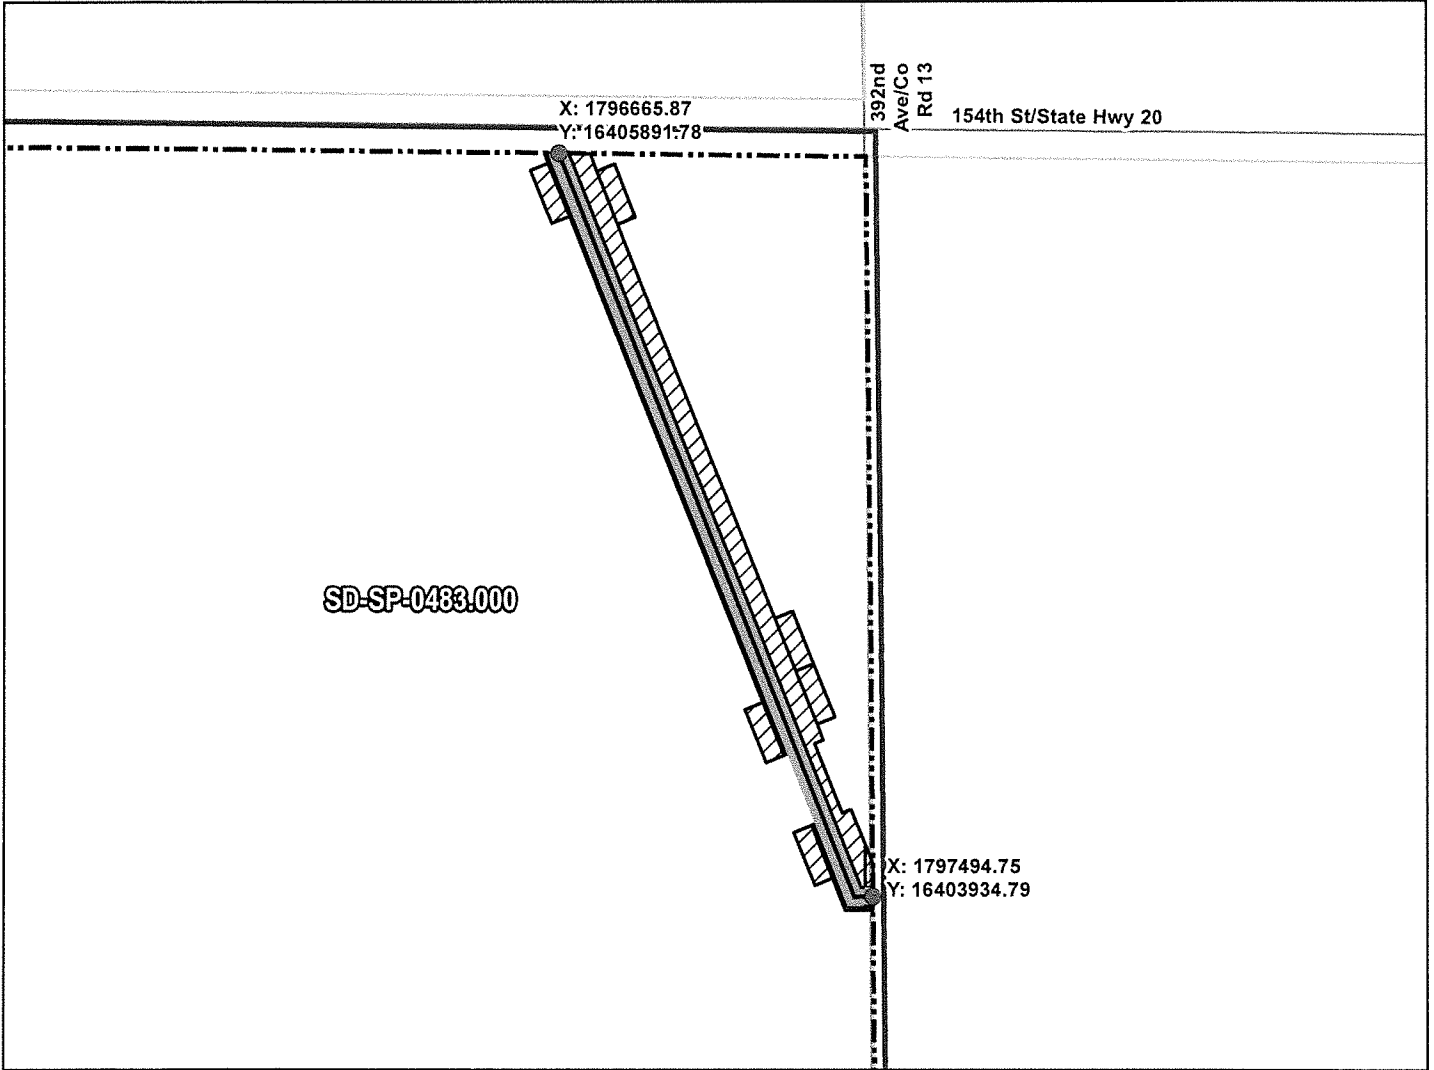 392nd
Ave/Co
Rd 13
154th St/State Hwy 20
X: 1796665.87
Y: 16405891.78
SD-SP-0483.000
X: 1797494.75
Y: 16403934.79